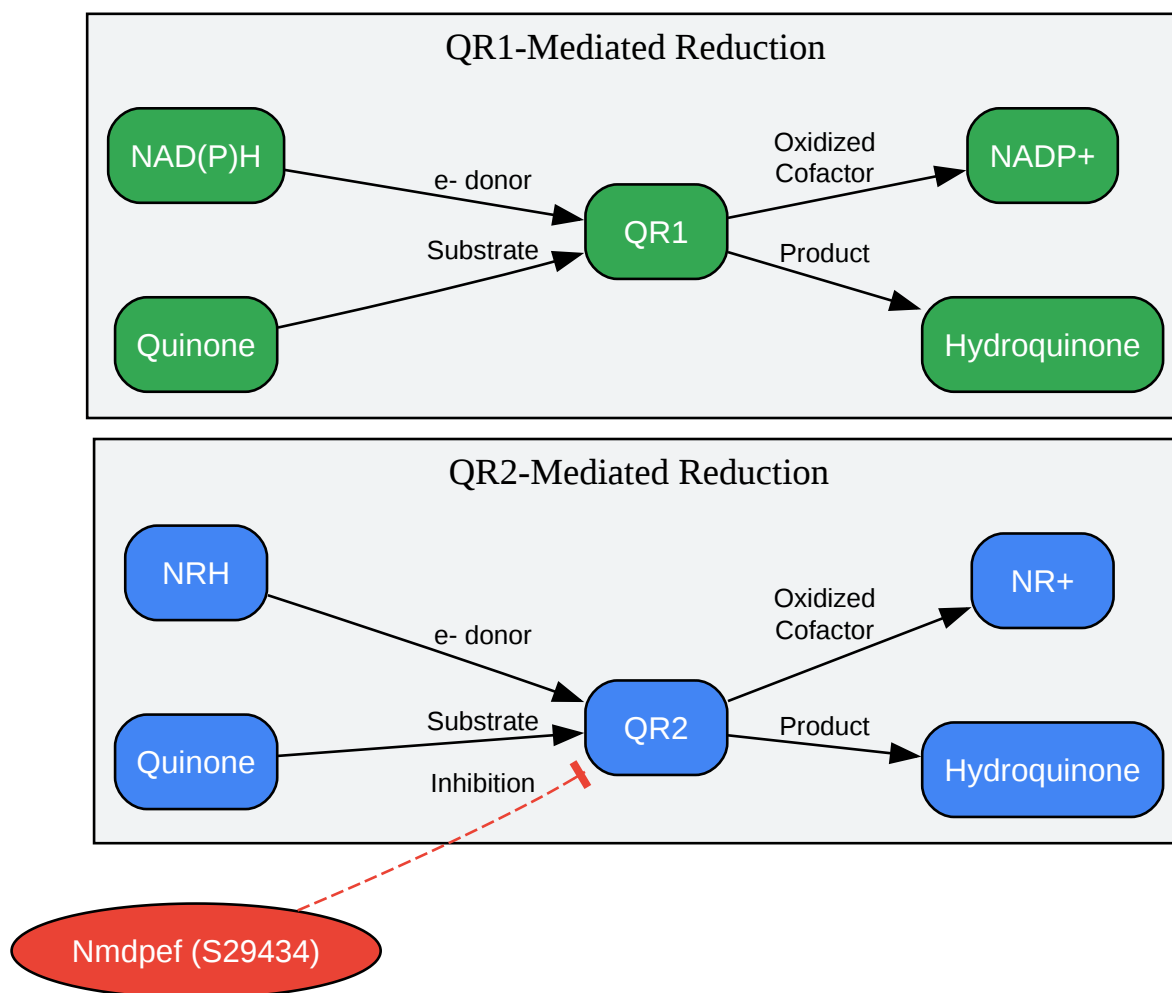 QR1-Mediated Reduction
NAD(P)H
e- donor
Oxidized
Cofactor
NADP+
QR1
Substrate
Product
Quinone
Hydroquinone
QR2-Mediated Reduction
NRH
e- donor
Oxidized
Cofactor
NR+
Substrate
QR2
Product
Quinone
Inhibition
Hydroquinone
Nmdpef (S29434)